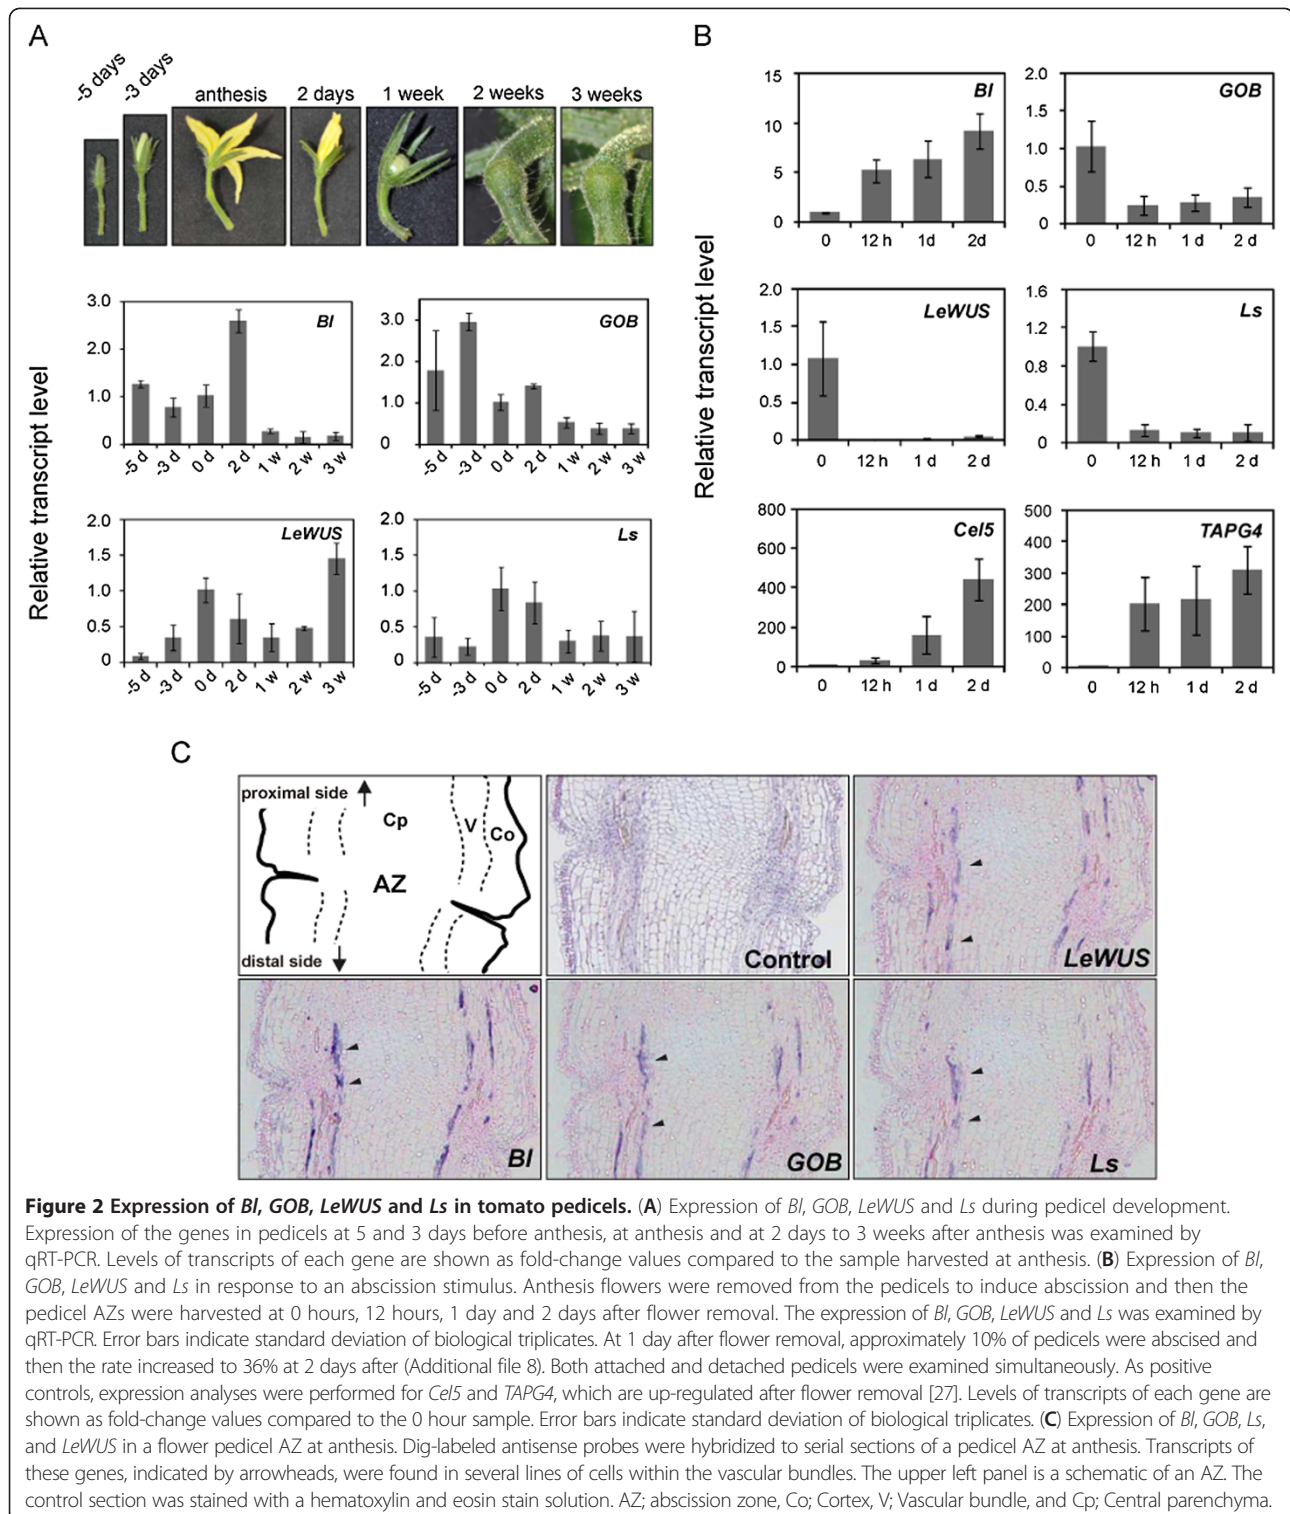 A
-5 days
-3 days
anthesis
2 days
1 week
2 weeks
3 weeks
Relative transcript level
Bl
3.0
2.0
1.0
0
-5 d
-3 d
0 d
2 d
1 w
2 w
3 w
GOB
3.0
2.0
1.0
0
-5 d
-3 d
0 d
2 d
1 w
2 w
3 w
LeWUS
2.0
1.5
1.0
0.5
0
-5 d
-3 d
0 d
2 d
1 w
2 w
3 w
Ls
2.0
1.5
1.0
0.5
0
-5 d
-3 d
0 d
2 d
1 w
2 w
3 w
B
Relative transcript level
Bl
15
10
5
0
0 12 h 1d 2d
GOB
2.0
1.5
1.0
0.5
0
0 12 h 1 d 2 d
LeWUS
2.0
1.5
1.0
0.5
0
0 12 h 1 d 2 d
Ls
1.6
1.2
0.8
0.4
0
0 12 h 1 d 2 d
Cel5
800
600
400
200
0
0 12 h 1 d 2 d
TAPG4
500
400
300
200
100
0
0 12 h 1 d 2 d
C
proximal side
Cp
V
Co
AZ
distal side
Control
LeWUS
Bl
GOB
Ls
Figure 2 Expression of Bl, GOB, LeWUS and Ls in tomato pedicels. (A) Expression of Bl, GOB, LeWUS and Ls during pedicel development.
Expression of the genes in pedicels at 5 and 3 days before anthesis, at anthesis and at 2 days to 3 weeks after anthesis was examined by
qRT-PCR. Levels of transcripts of each gene are shown as fold-change values compared to the sample harvested at anthesis. (B) Expression of Bl,
GOB, LeWUS and Ls in response to an abscission stimulus. Anthesis flowers were removed from the pedicels to induce abscission and then the
pedicel AZs were harvested at 0 hours, 12 hours, 1 day and 2 days after flower removal. The expression of Bl, GOB, LeWUS and Ls was examined by
qRT-PCR. Error bars indicate standard deviation of biological triplicates. At 1 day after flower removal, approximately 10% of pedicels were abscised and
then the rate increased to 36% at 2 days after (Additional file 8). Both attached and detached pedicels were examined simultaneously. As positive
controls, expression analyses were performed for Cel5 and TAPG4, which are up-regulated after flower removal [27]. Levels of transcripts of each gene are
shown as fold-change values compared to the 0 hour sample. Error bars indicate standard deviation of biological triplicates. (C) Expression of Bl, GOB, Ls,
and LeWUS in a flower pedicel AZ at anthesis. Dig-labeled antisense probes were hybridized to serial sections of a pedicel AZ at anthesis. Transcripts of
these genes, indicated by arrowheads, were found in several lines of cells within the vascular bundles. The upper left panel is a schematic of an AZ. The
control section was stained with a hematoxylin and eosin stain solution. AZ; abscission zone, Co; Cortex, V; Vascular bundle, and Cp; Central parenchyma.